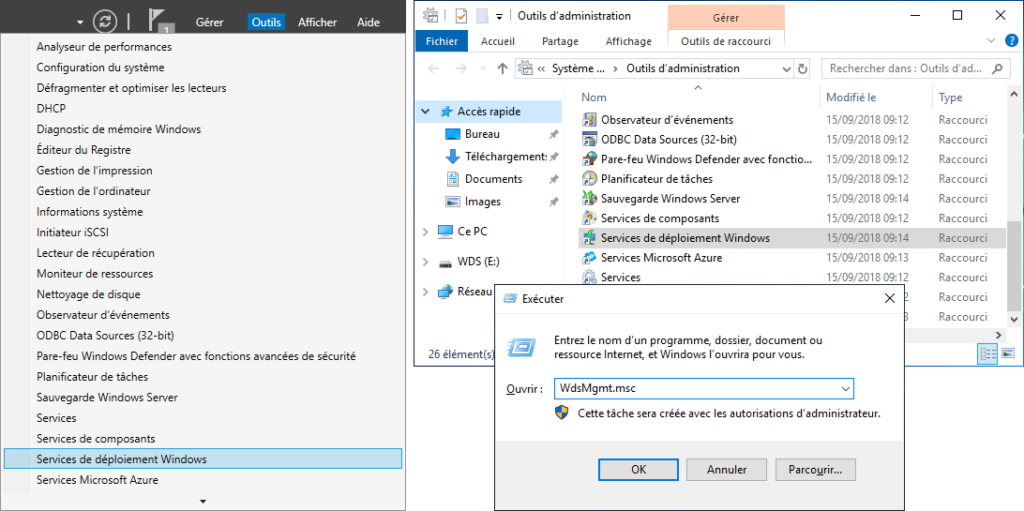 1
Gérer
Outils
Afficher
Aide
Analyseur de performances
Configuration du système
Défragmenter et optimiser les lecteurs
DHCP
Diagnostic de mémoire Windows
Éditeur du Registre
Gestion de l'impression
Gestion de l'ordinateur
Informations système
Initiateur iSCSI
Lecteur de récupération
Moniteur de ressources
Nettoyage de disque
Observateur d'événements
ODBC Data Sources (32-bit)
Pare-feu Windows Defender avec fonctions avancées de sécurité
Planificateur de tâches
Sauvegarde Windows Server
Services
Services de composants
Services de déploiement Windows
Services Microsoft Azure
Outils d'administration
Gérer
Fichier
Accueil
Partage
Affichage
Outils de raccourci
« Système ... > Outils d'administration
Rechercher dans : Outils d'ad...
Accès rapide
Bureau
Téléchargement:
Documents
Images
Ce PC
WDS (E:)
Réseau
Nom Modifié le Type
Observateur d'événements 15/09/2018 09:12 Raccourci
ODBC Data Sources (32-bit) 15/09/2018 09:12 Raccourci
Pare-feu Windows Defender avec fonctio... 15/09/2018 09:12 Raccourci
Planificateur de tâches 15/09/2018 09:12 Raccourci
Sauvegarde Windows Server 15/09/2018 09:14 Raccourci
Services de composants 15/09/2018 09:12 Raccourci
Services de déploiement Windows 15/09/2018 09:14 Raccourci
Services Microsoft Azure 15/09/2018 09:13 Raccourci
Services 15/09/2018 09:12 Raccourci
2 Raccourci
3 Raccourci
26 élément(s)
Exécuter
Entrez le nom d'un programme, dossier, document ou
ressource Internet, et Windows l'ouvrira pour vous.
Ouvrir : WdsMgmt.msc
Cette tâche sera créée avec les autorisations d'administrateur.
OK
Annuler
Parcourir...